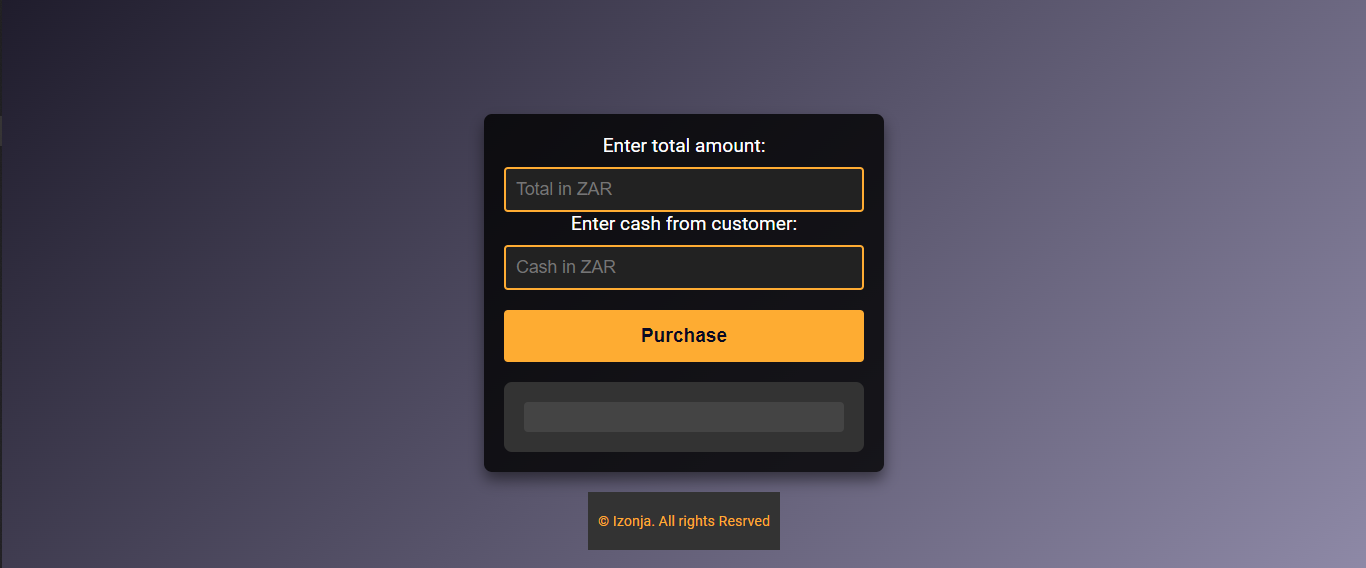 Enter total amount:
Total in ZAR
Enter cash from customer:
Cash in ZAR
Purchase
© Izonja. All rights Resrved